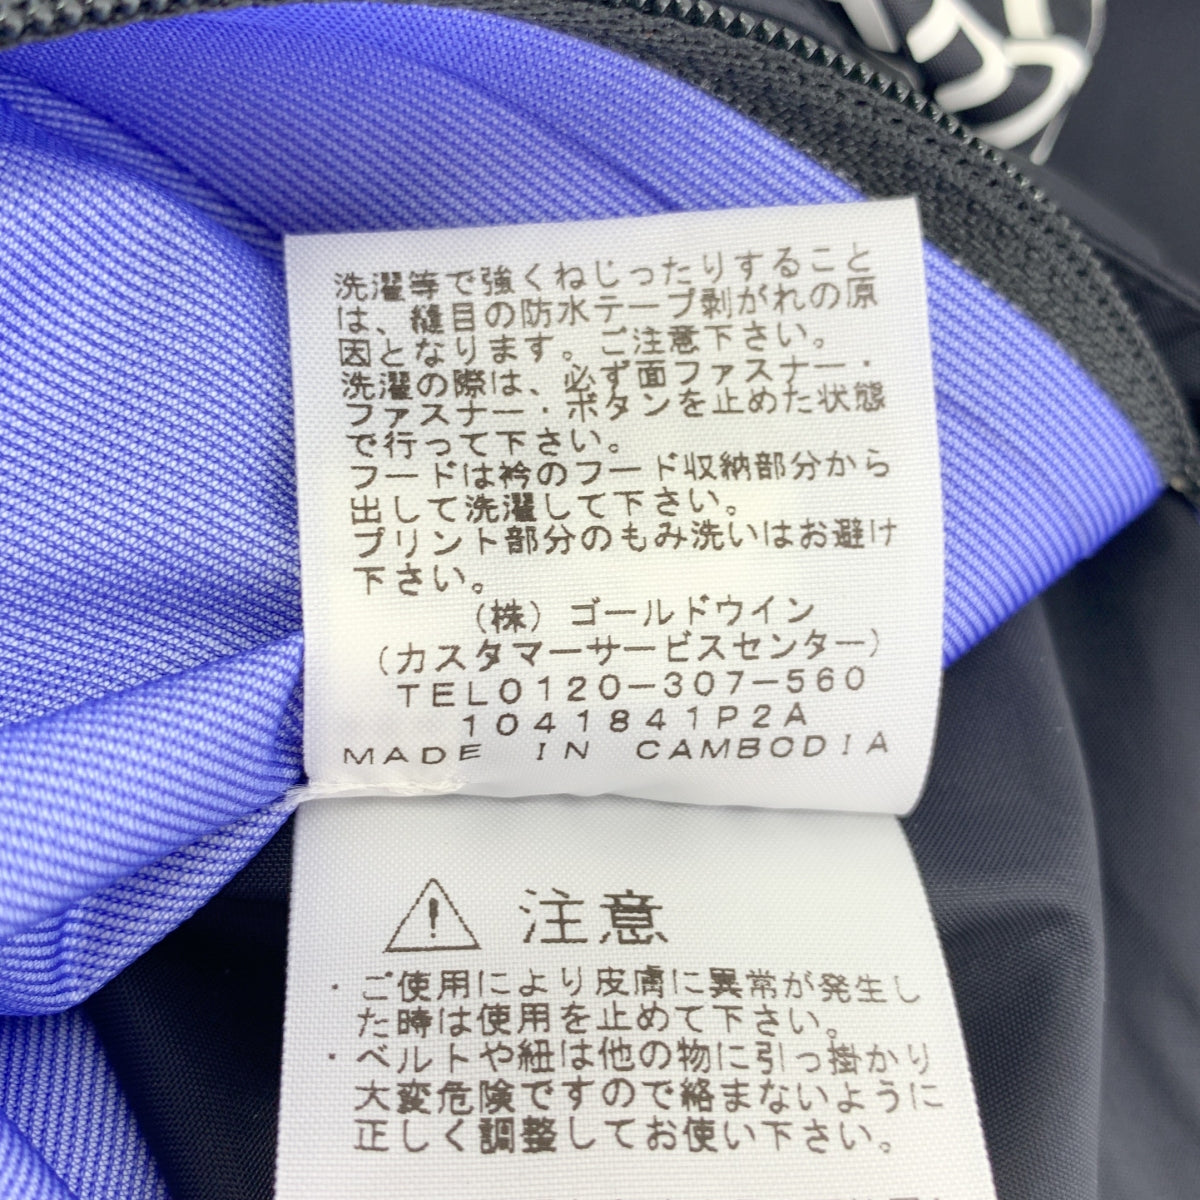 洗濯等で強くねじったりすること
は、縫目の防水テープ剥がれの原
因となります。ご注意下さい。
洗濯の際は、必ず面ファスナー・
ファスナー・ボタンを止めた状態
で行って下さい。
フードは衿のフード収納部分から
出して洗濯して下さい。
プリント部分のもみ洗いはお避け
下さい。
(株)ゴールドウイン
(カスタマーサービスセンター)
TEL0120-307-560
1041841P2A
MADE IN CAMBODIA
注意
・ご使用により皮膚に異常が発生し
た時は使用を止めて下さい。
・ベルトや紐は他の物に引っ掛かり
大変危険ですので絡まないように
正しく調整してお使い下さい。